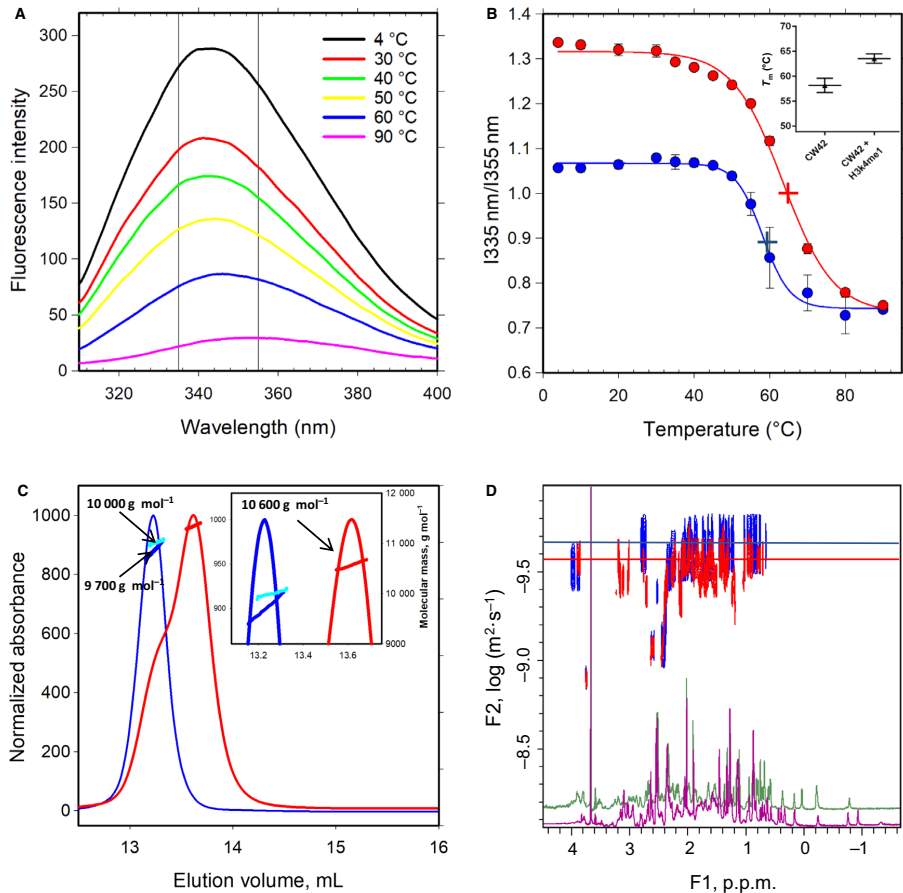 A
Fluorescence intensity
300
250
200
150
100
50
0
320
340
360
380
400
Wavelength (nm)
4 °C
30 °C
40 °C
50 °C
60 °C
90 °C
B
I335 nm/I355 nm
1.4
1.3
1.2
1.1
1.0
0.9
0.8
0.7
0.6
0
20
40
60
80
Temperature (°C)
Tm (°C)
70
65
60
55
50
CW42
CW42 +
H3k4me1
C
Normalized absorbance
1000
800
600
400
200
0
13
14
15
16
Elution volume, mL
10 000 g mol⁻¹
9 700 g mol⁻¹
10 600 g mol⁻¹
1000
950
900
13.2
13.4
13.6
12 000
11 000
10 000
9000
Molecular mass, g mol⁻¹
D
F2, log (m²·s⁻¹)
−9.5
−9.0
−8.5
4
3
2
1
0
−1
F1, p.p.m.